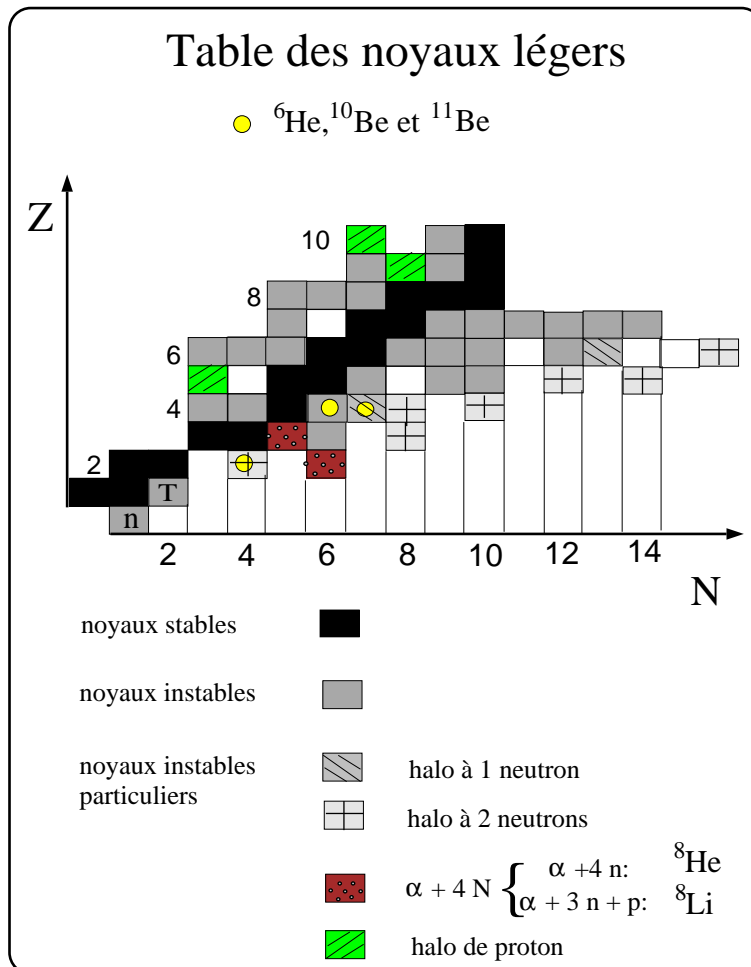 Table des noyaux légers
⁶He,¹⁰Be et ¹¹Be
Z
10
8
6
4
2
T
n
2 4 6 8 10 12 14
N
noyaux stables
noyaux instables
noyaux instables
particuliers
halo à 1 neutron
halo à 2 neutrons
α + 4 N { α +4 n: ⁸He
α + 3 n + p: ⁸Li
halo de proton